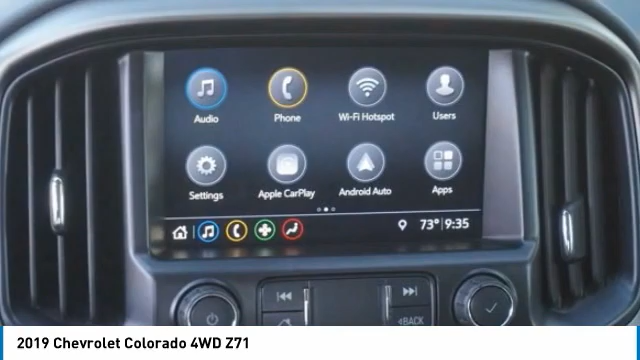 Audio Phone Wi-Fi Hotspot Users
Settings Apple CarPlay Android Auto Apps
73° 9:35
◂BACK
2019 Chevrolet Colorado 4WD Z71